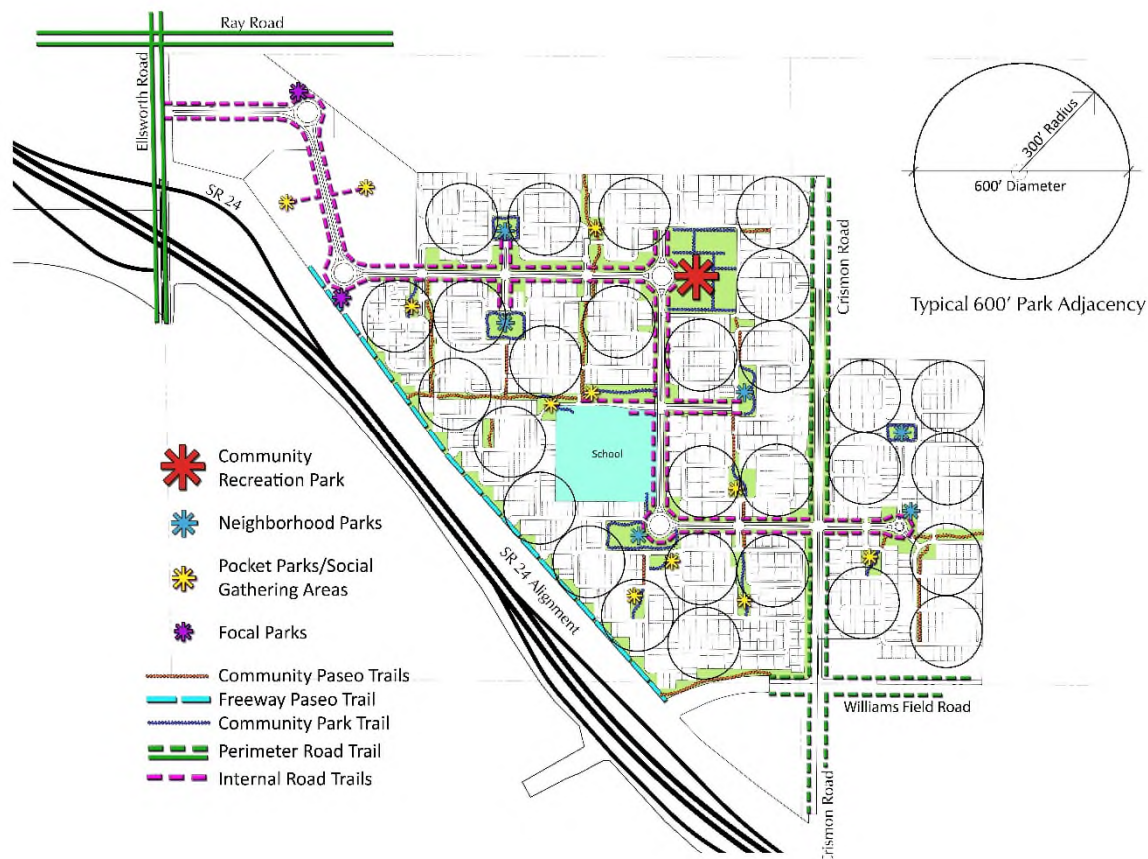 Ray Road
Ellsworth Road
SR 24
300' Radius
600' Diameter
Typical 600' Park Adjacency
Crismon Road
School
SR 24 Alignment
Williams Field Road
Crismon Road
Community
Recreation Park
Neighborhood Parks
Pocket Parks/Social
Gathering Areas
Focal Parks
Community Paseo Trails
Freeway Paseo Trail
Community Park Trail
Perimeter Road Trail
Internal Road Trails